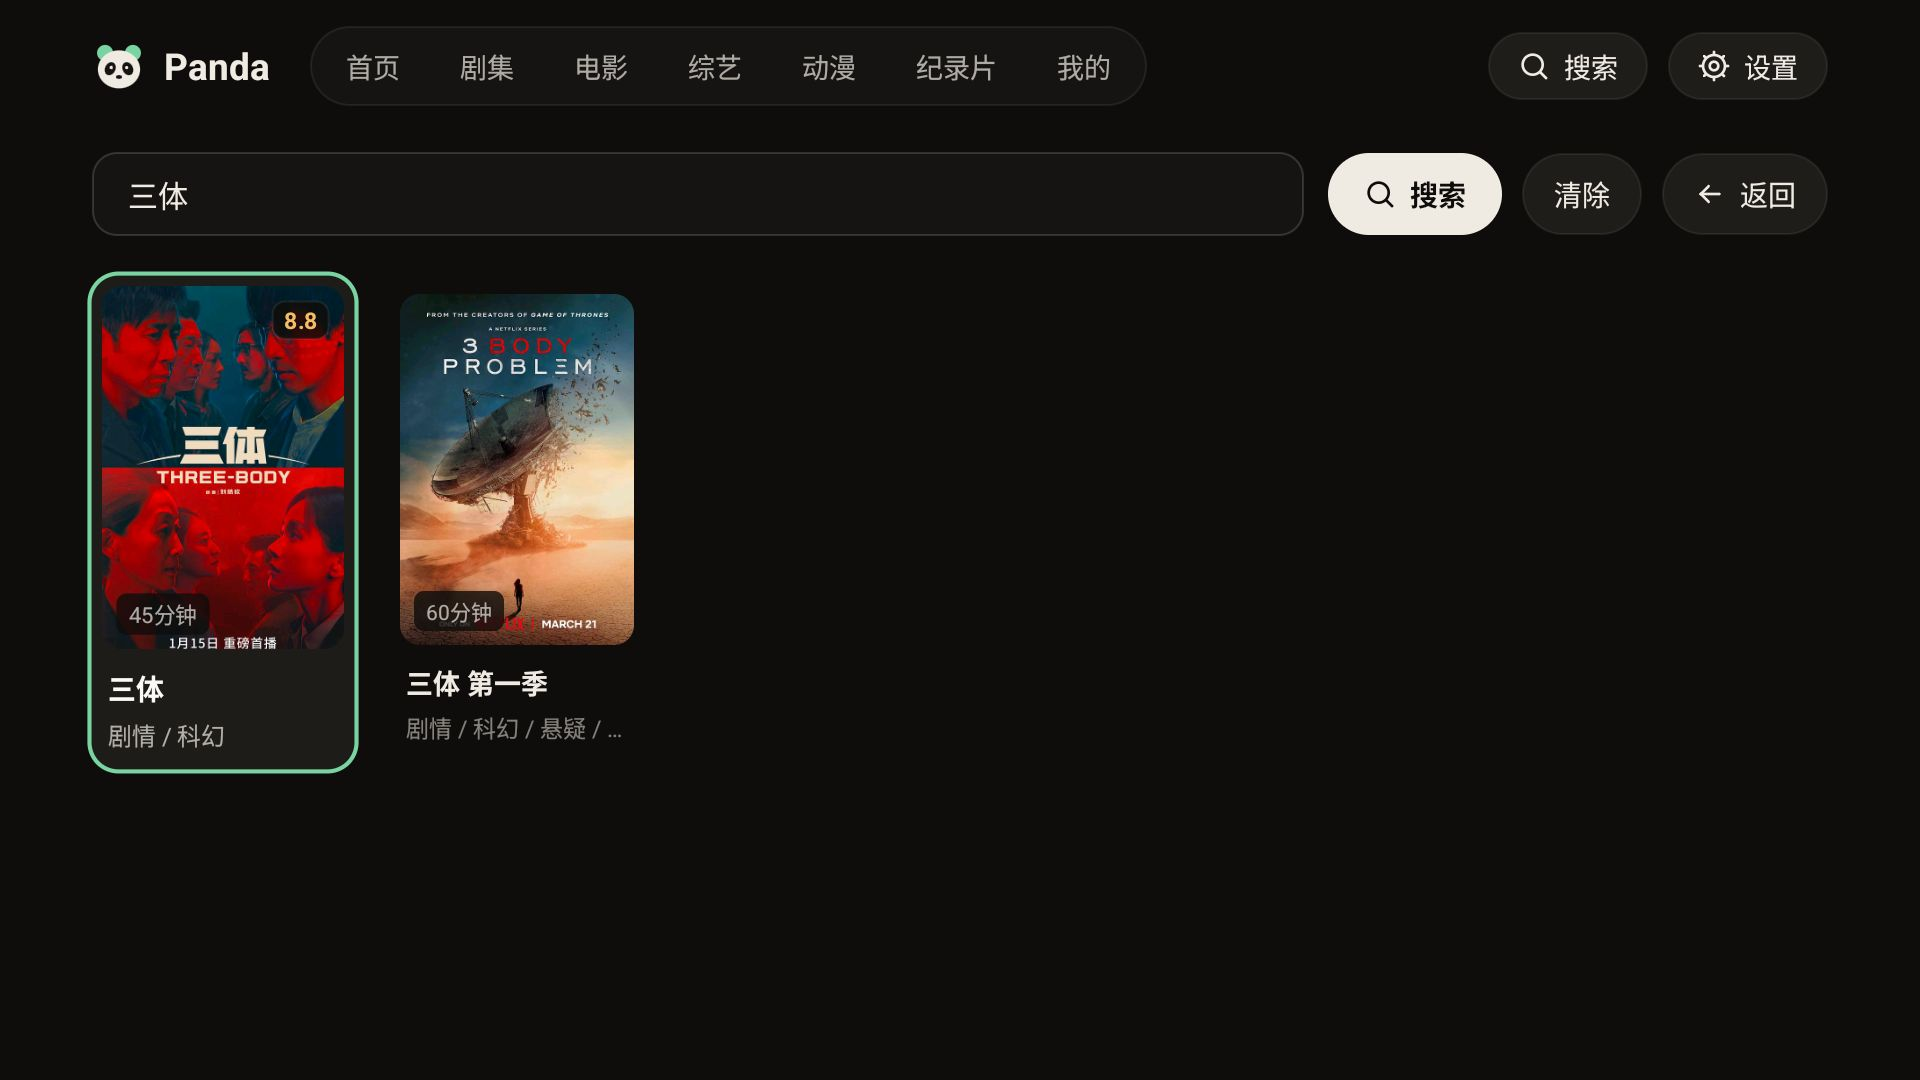 Panda
首页
剧集
电影
综艺
动漫
纪录片
我的
搜索
设置
三体
搜索
清除
返回
8.8
三体
THREE-BODY
45分钟
1月15日 重磅首播
三体
剧情 / 科幻
FROM THE CREATORS OF GAME OF THRONES
A NETFLIX SERIES
3 BODY
PROBLEM
60分钟
MARCH 21
三体 第一季
剧情 / 科幻 / 悬疑 / ...